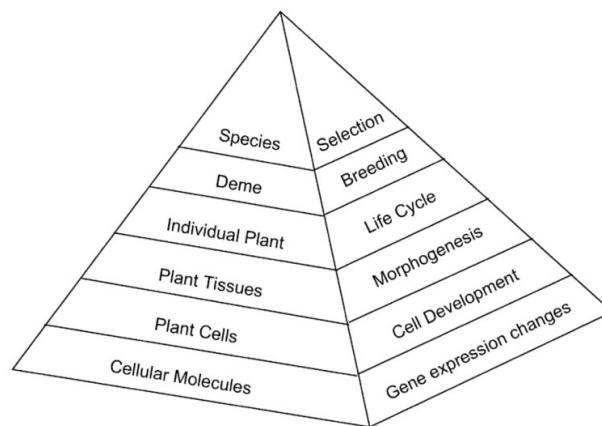 Species
Selection
Deme
Breeding
Individual Plant
Life Cycle
Plant Tissues
Morphogenesis
Plant Cells
Cell Development
Cellular Molecules
Gene expression changes